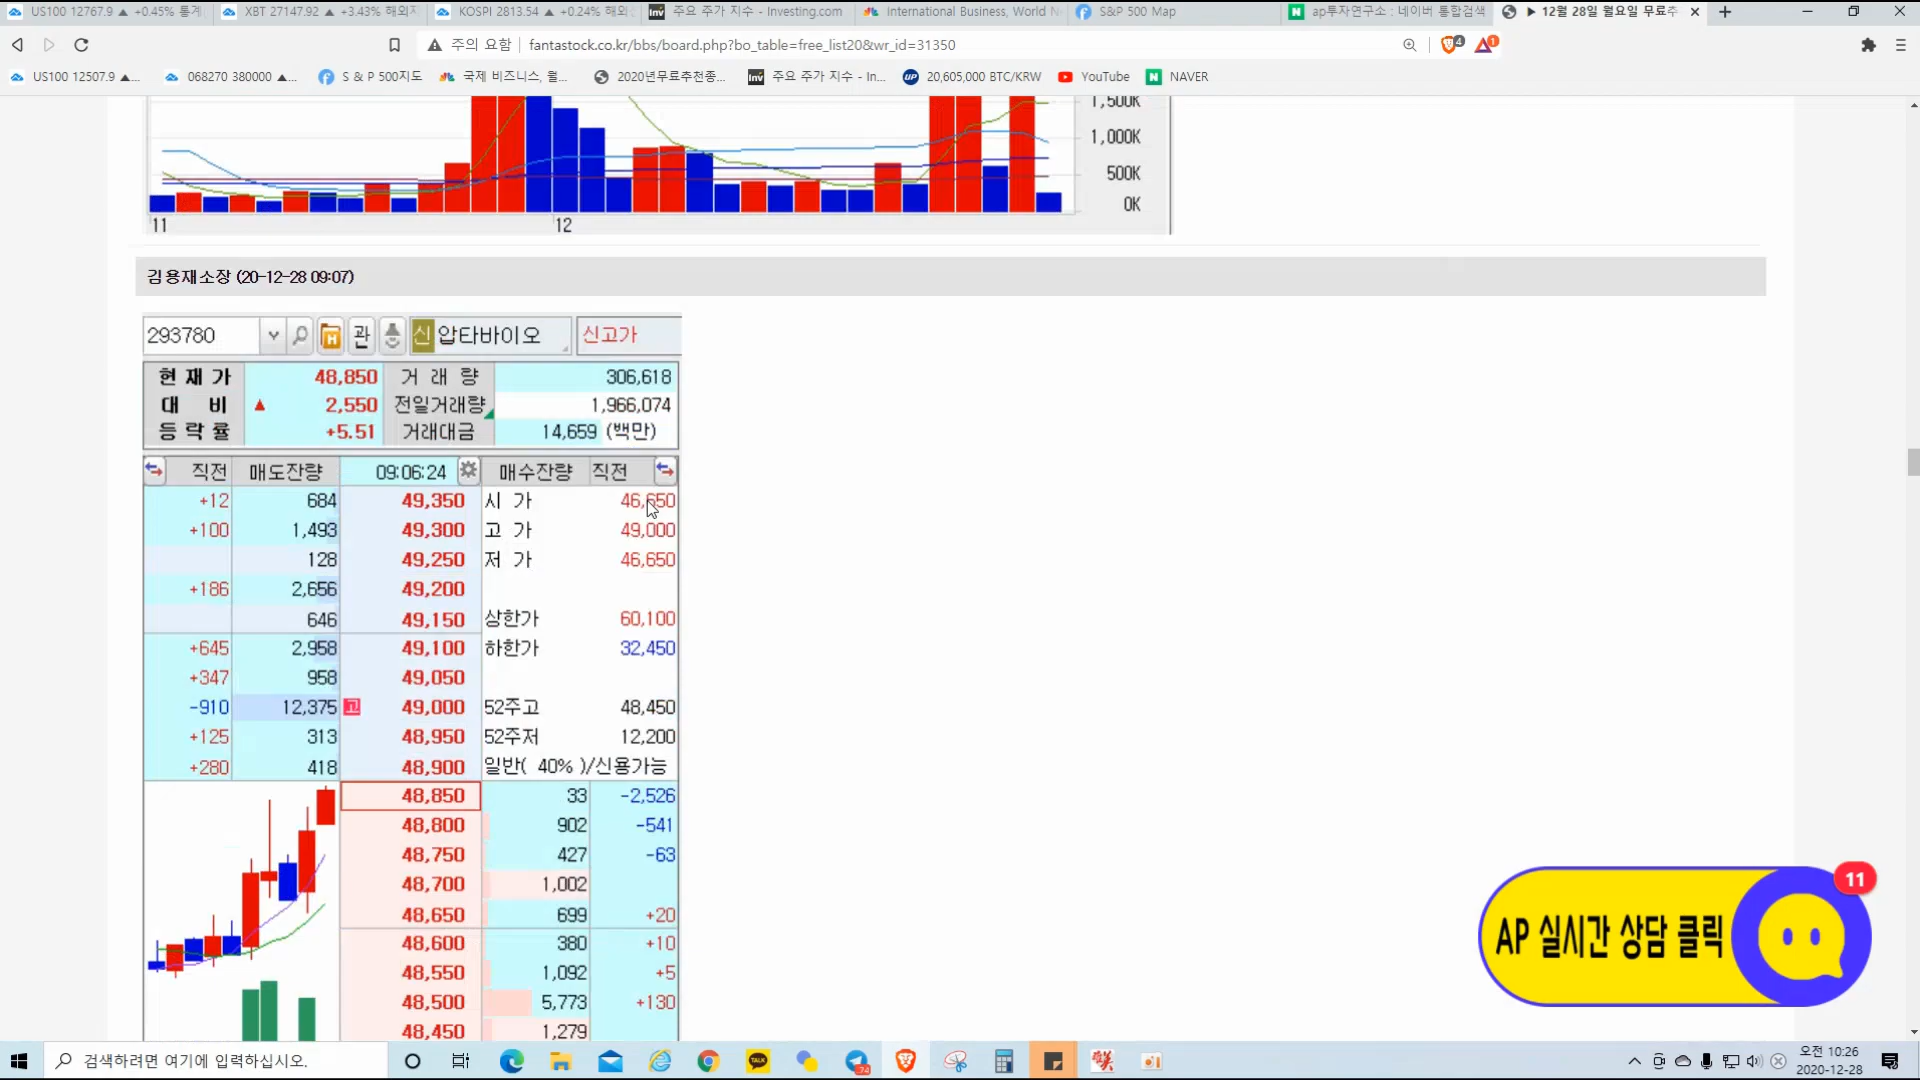 US100 12767.9 ▲ +0.45% 통계
XBT 27147.92 ▲ +3.43% 해외
KOSPI 2813.54 ▲ +0.24% 해외
주요 주가 지수 - Investing.com
International Business, World N
S&P 500 Map
ap투자연구소 : 네이버 통합검색
▶ 12월 28일 월요일 무료추
주의 요함 | fantastock.co.kr/bbs/board.php?bo_table=free_list20&wr_id=31350
US100 12507.9 ▲...
068270 380000 ▲...
S & P 500지도
국제 비즈니스, 월...
2020년무료추천종...
주요 주가 지수 - In...
20,605,000 BTC/KRW
YouTube
NAVER
1,500K
1,000K
500K
0K
11 12
김용재소장 (20-12-28 09:07)
293780 관 신 압타바이오 신고가
현재가 48,850 거래량 306,618
대비 ▲ 2,550 전일거래량 1,966,074
등락률 +5.51 거래대금 14,659 (백만)
직전 매도잔량 09:06:24 매수잔량 직전
+12 684 49,350 시가 46,650
+100 1,493 49,300 고가 49,000
128 49,250 저가 46,650
+186 2,656 49,200
646 49,150 상한가 60,100
+645 2,958 49,100 하한가 32,450
+347 958 49,050
-910 12,375 고 49,000 52주고 48,450
+125 313 48,950 52주저 12,200
+280 418 48,900 일반( 40% )/신용가능
48,850 33 -2,526
48,800 902 -541
48,750 427 -63
48,700 1,002
48,650 699 +20
48,600 380 +10
48,550 1,092 +5
48,500 5,773 +130
48,450 1,279
AP 실시간 상담 클릭
11
검색하려면 여기에 입력하십시오.
오전 10:26
2020-12-28